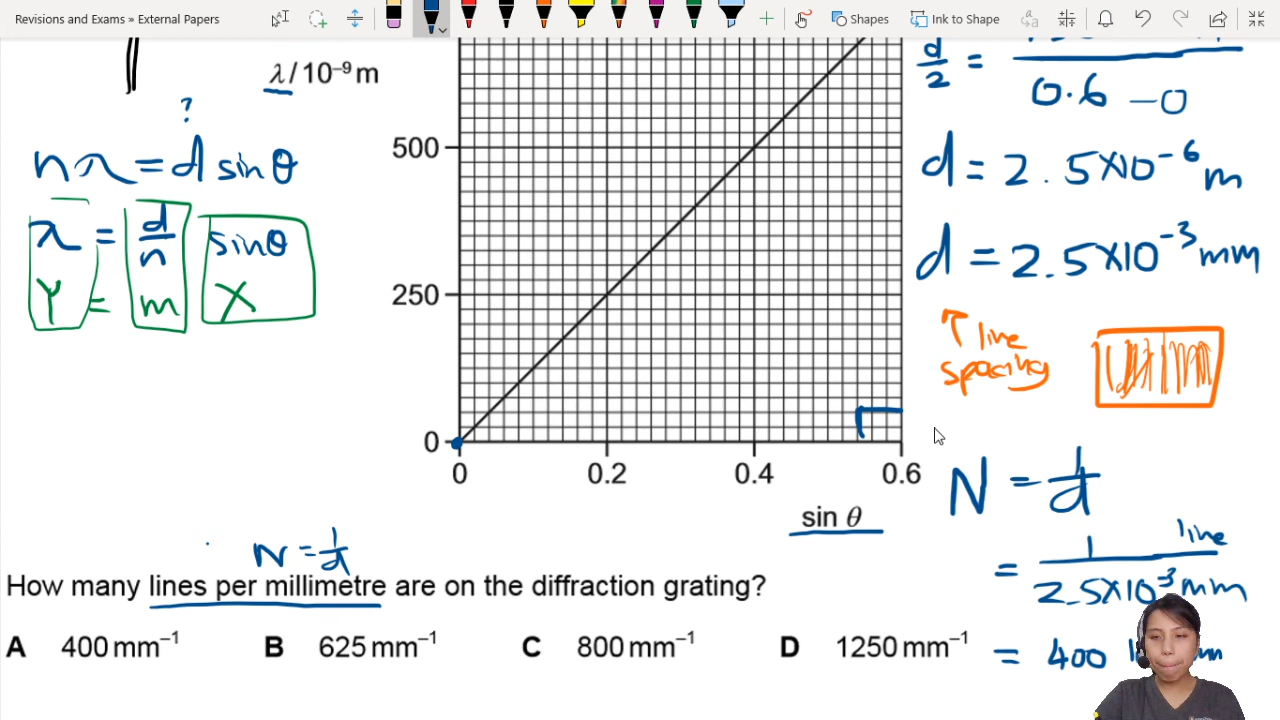 Revisions and Exams » External Papers
Shapes
Ink to Shape
λ/10⁻⁹ m
?
nλ = d sin θ
λ = d/n sin θ
Y = m X
500
250
0
0 0.2 0.4 0.6
sin θ
d/2 =
0.6 - 0
d = 2.5×10⁻⁶ m
d = 2.5×10⁻³ mm
↑ line
spacing
N = 1/d
= 1 line / 2.5×10⁻³ mm
= 400
N = 1/d
How many lines per millimetre are on the diffraction grating?
A 400 mm⁻¹ B 625 mm⁻¹ C 800 mm⁻¹ D 1250 mm⁻¹